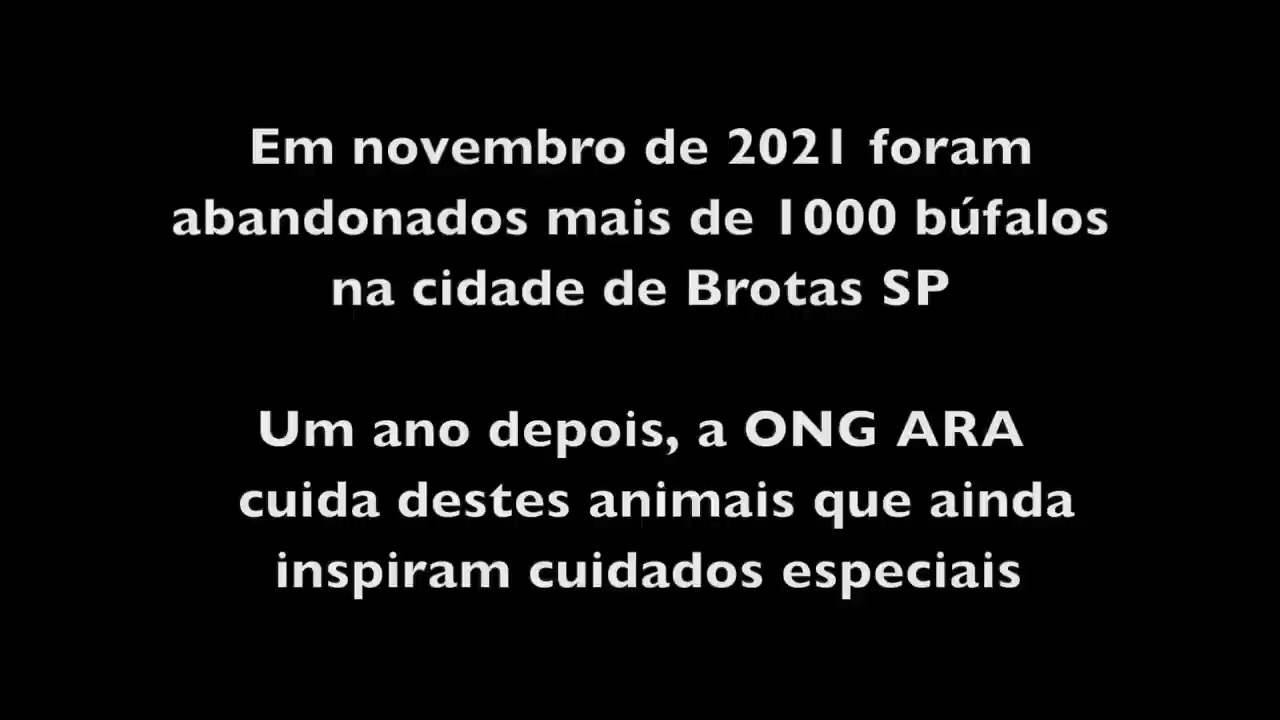 Em novembro de 2021 foram
abandonados mais de 1000 búfalos
na cidade de Brotas SP
Um ano depois, a ONG ARA
cuida destes animais que ainda
inspiram cuidados especiais